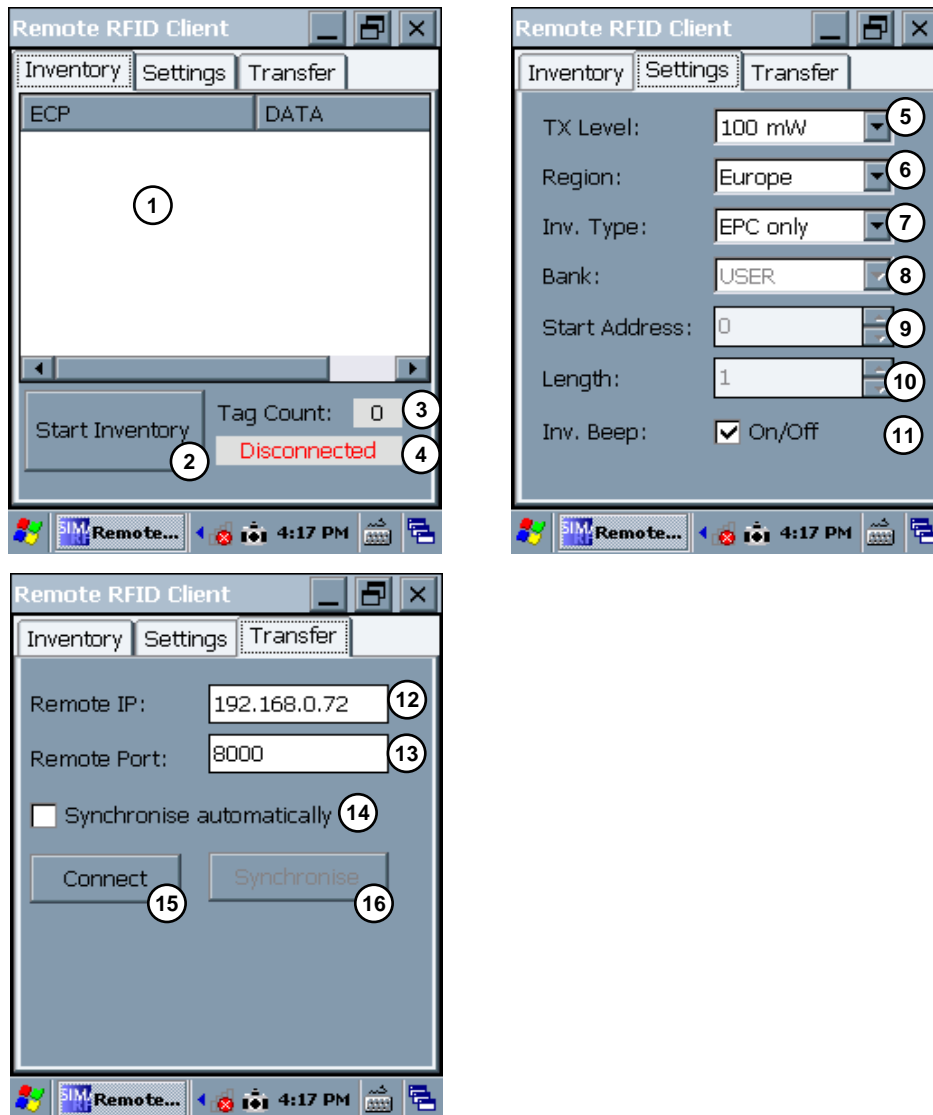 Remote RFID Client
Inventory Settings Transfer
ECP DATA
1
Start Inventory
2
Tag Count: 0 3
Disconnected 4
SIM/ Remote... 4:17 PM
Remote RFID Client
Inventory Settings Transfer
TX Level: 100 mW 5
Region: Europe 6
Inv. Type: EPC only 7
Bank: USER 8
Start Address: 0 9
Length: 1 10
Inv. Beep: On/Off 11
SIM/ Remote... 4:17 PM
Remote RFID Client
Inventory Settings Transfer
Remote IP: 192.168.0.72 12
Remote Port: 8000 13
Synchronise automatically 14
Connect Synchronise
15 16
SIM/ Remote... 4:17 PM